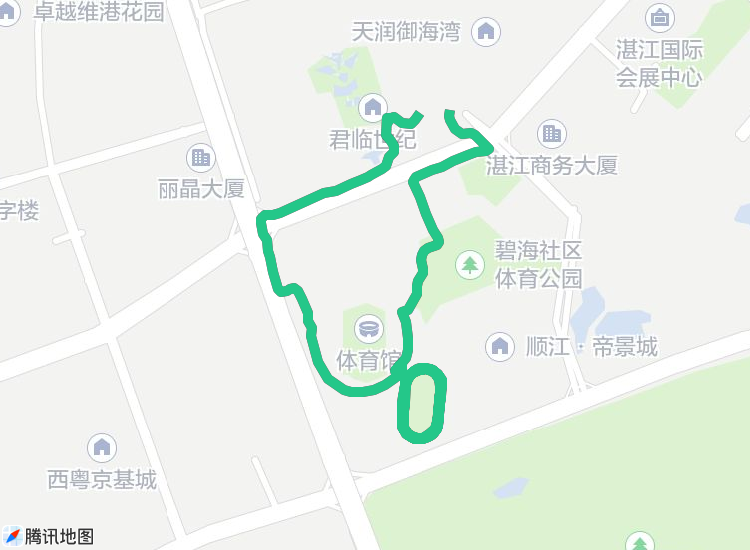 卓越维港花园
天润御海湾
湛江国际
会展中心
君临世纪
湛江商务大厦
丽晶大厦
字楼
碧海社区
体育公园
体育馆
顺江·帝景城
西粤京基城
腾讯地图